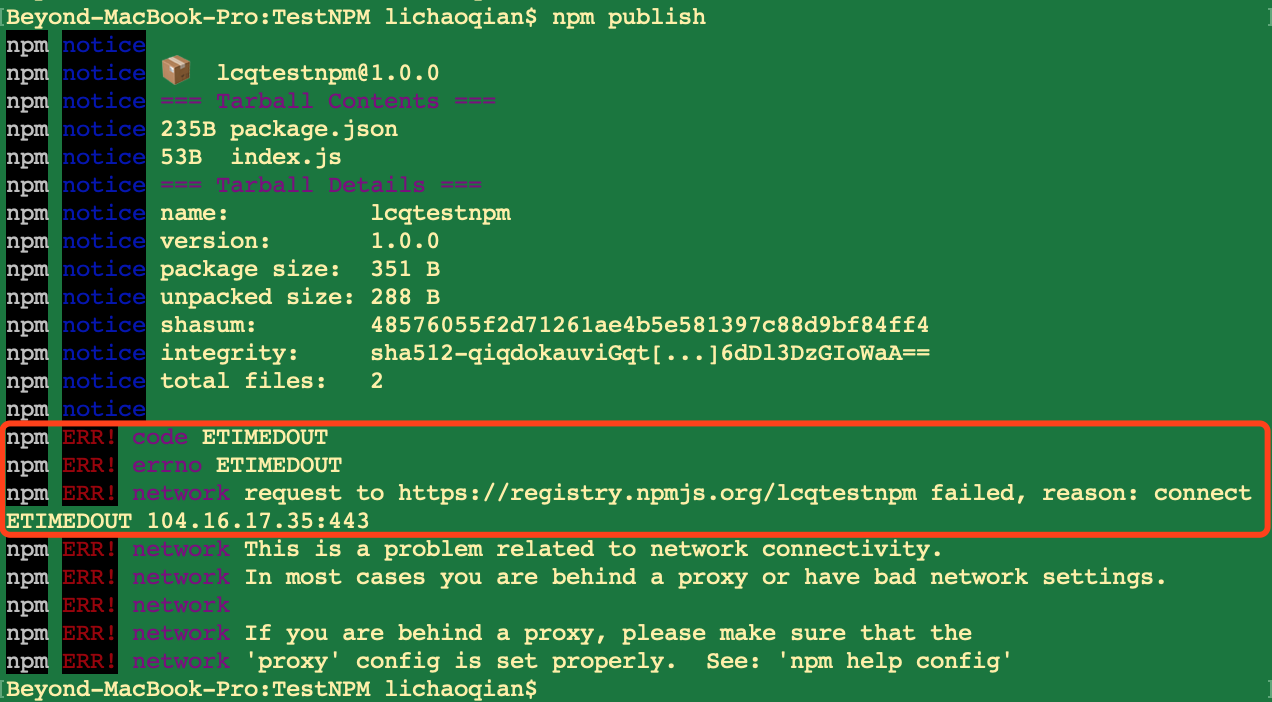 [Beyond-MacBook-Pro:TestNPM lichaoqian$ npm publish ]
npm notice
npm notice 📦  lcqtestnpm@1.0.0
npm notice === Tarball Contents ===
npm notice 235B package.json
npm notice 53B  index.js
npm notice === Tarball Details ===
npm notice name:          lcqtestnpm
npm notice version:       1.0.0
npm notice package size:  351 B
npm notice unpacked size: 288 B
npm notice shasum:        48576055f2d71261ae4b5e581397c88d9bf84ff4
npm notice integrity:     sha512-qiqdokauviGqt[...]6dDl3DzGIoWaA==
npm notice total files:   2
npm notice
npm ERR! code ETIMEDOUT
npm ERR! errno ETIMEDOUT
npm ERR! network request to https://registry.npmjs.org/lcqtestnpm failed, reason: connect
ETIMEDOUT 104.16.17.35:443
npm ERR! network This is a problem related to network connectivity.
npm ERR! network In most cases you are behind a proxy or have bad network settings.
npm ERR! network
npm ERR! network If you are behind a proxy, please make sure that the
npm ERR! network 'proxy' config is set properly.  See: 'npm help config'
[Beyond-MacBook-Pro:TestNPM lichaoqian$ ]